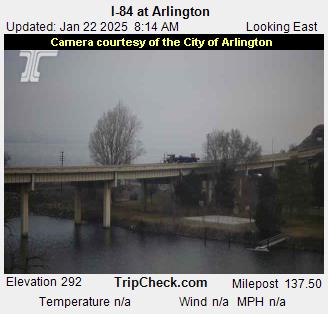 I-84 at Arlington
Updated: Jan 22 2025 8:14 AM Looking East
Camera courtesy of the City of Arlington
Elevation 292 TripCheck.com Milepost 137.50
Temperature n/a Wind n/a MPH n/a